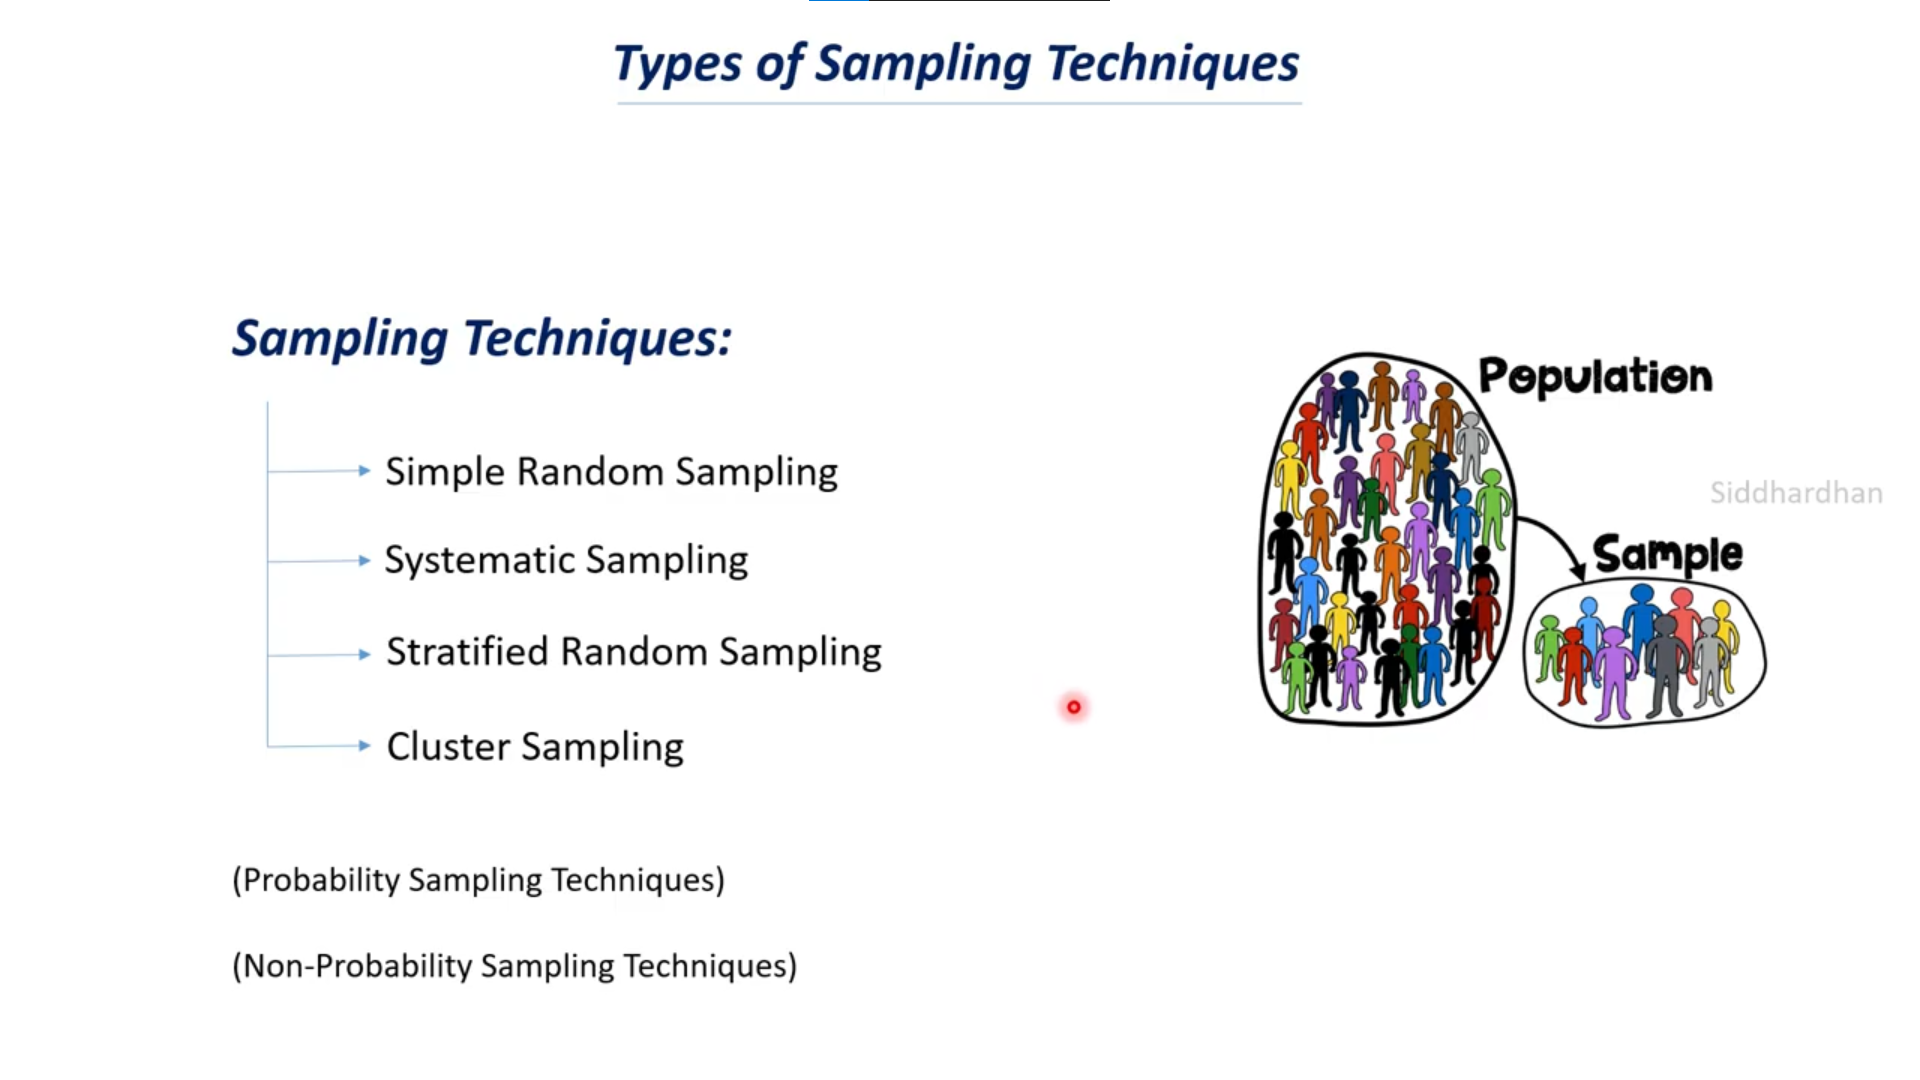 Types of Sampling Techniques
Sampling Techniques:
Simple Random Sampling
Systematic Sampling
Stratified Random Sampling
Cluster Sampling
(Probability Sampling Techniques)
(Non-Probability Sampling Techniques)
Population
Siddhardhan
Sample